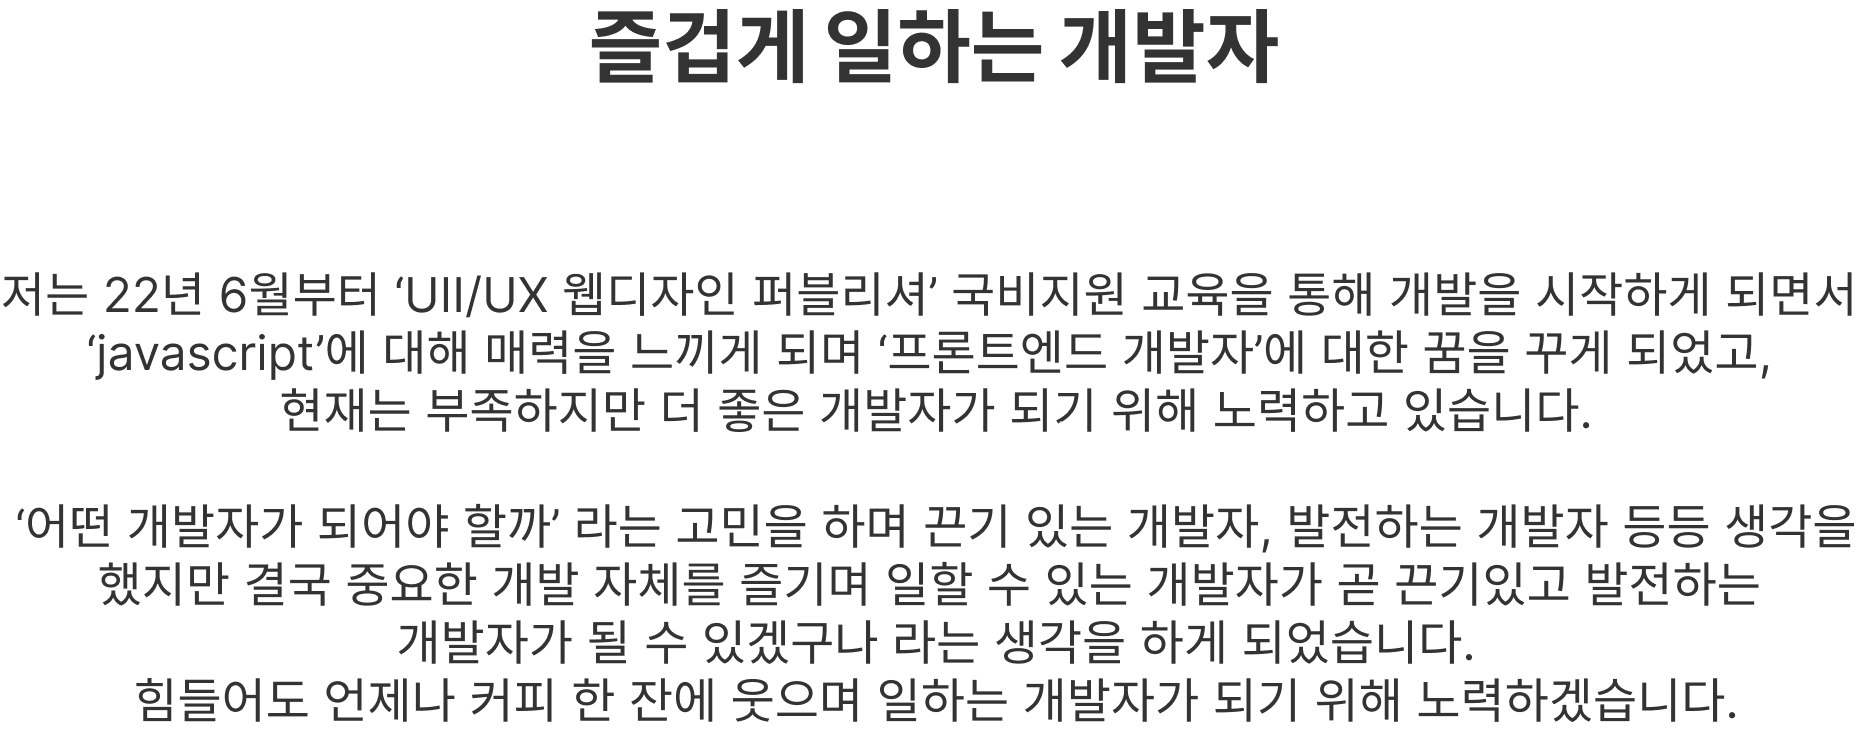 즐겁게 일하는 개발자
저는 22년 6월부터 ‘UII/UX 웹디자인 퍼블리셔’ 국비지원 교육을 통해 개발을 시작하게 되면서
‘javascript’에 대해 매력을 느끼게 되며 ‘프론트엔드 개발자’에 대한 꿈을 꾸게 되었고,
현재는 부족하지만 더 좋은 개발자가 되기 위해 노력하고 있습니다.
‘어떤 개발자가 되어야 할까’ 라는 고민을 하며 끈기 있는 개발자, 발전하는 개발자 등등 생각을
했지만 결국 중요한 개발 자체를 즐기며 일할 수 있는 개발자가 곧 끈기있고 발전하는
개발자가 될 수 있겠구나 라는 생각을 하게 되었습니다.
힘들어도 언제나 커피 한 잔에 웃으며 일하는 개발자가 되기 위해 노력하겠습니다.